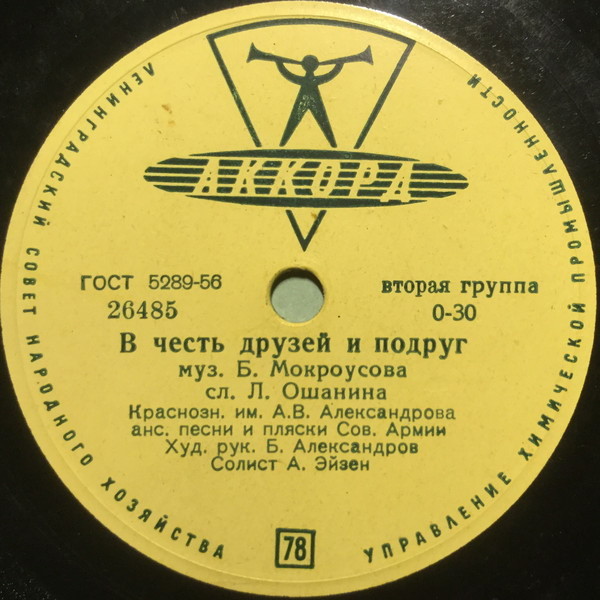 ЛЕНИНГРАДСКИЙ СОВЕТ НАРОДНОГО ХОЗЯЙСТВА
УПРАВЛЕНИЕ ХИМИЧЕСКОЙ ПРОМЫШЛЕННОСТИ
АККОРД
ГОСТ 5289-56 вторая группа
26485 0-30
В честь друзей и подруг
муз. Б. Мокроусова
сл. Л. Ошанина
Краснозн. им. А.В. Александрова
анс. песни и пляски Сов. Армии
Худ. рук. Б. Александров
Солист А. Эйзен
78